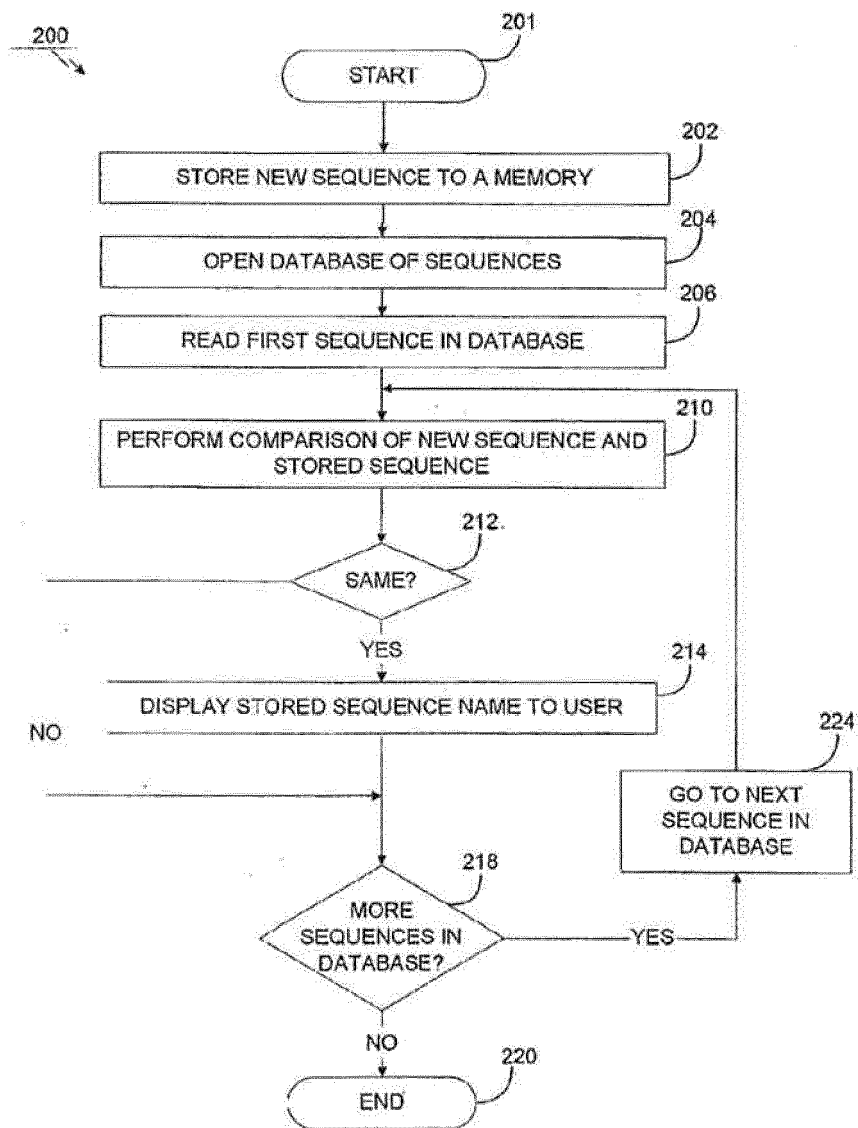 200
201
START
202
STORE NEW SEQUENCE TO A MEMORY
204
OPEN DATABASE OF SEQUENCES
206
READ FIRST SEQUENCE IN DATABASE
210
PERFORM COMPARISON OF NEW SEQUENCE AND
STORED SEQUENCE
212
SAME?
YES
214
DISPLAY STORED SEQUENCE NAME TO USER
NO
224
GO TO NEXT
SEQUENCE IN
DATABASE
218
MORE
SEQUENCES IN
DATABASE?
YES
NO
220
END